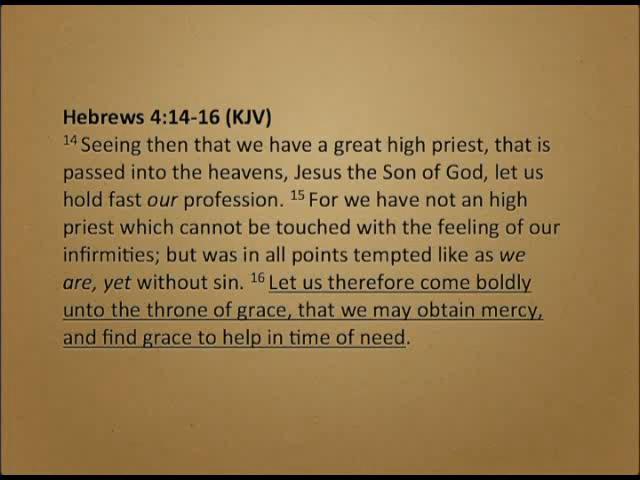 Hebrews 4:14-16 (KJV)
14 Seeing then that we have a great high priest, that is
passed into the heavens, Jesus the Son of God, let us
hold fast our profession. 15 For we have not an high
priest which cannot be touched with the feeling of our
infirmities; but was in all points tempted like as we
are, yet without sin. 16 Let us therefore come boldly
unto the throne of grace, that we may obtain mercy,
and find grace to help in time of need.